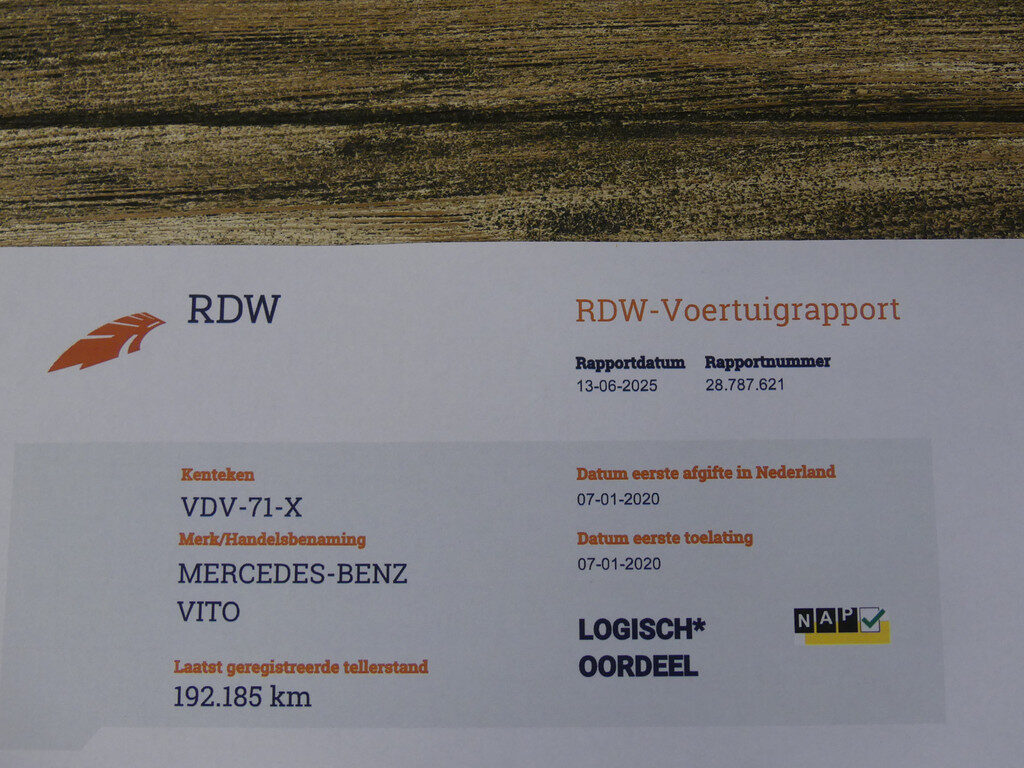 RDW
RDW-Voertuigrapport
Rapportdatum Rapportnummer
13-06-2025 28.787.621
Kenteken
VDV-71-X
Merk/Handelsbenaming
MERCEDES-BENZ
VITO
Laatst geregistreerde tellerstand
192.185 km
Datum eerste afgifte in Nederland
07-01-2020
Datum eerste toelating
07-01-2020
LOGISCH*
OORDEEL
NAP